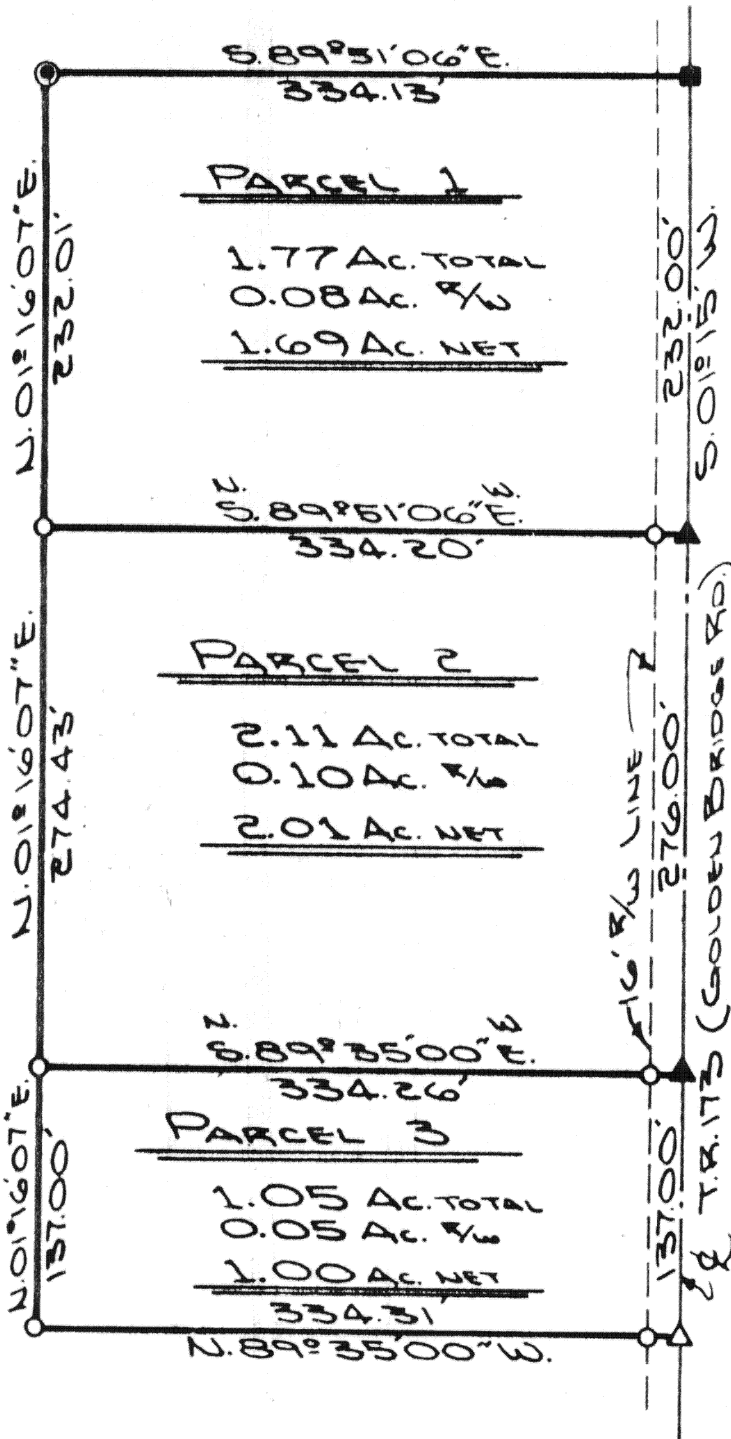 S. 89° 51' 06" E.
334.13'
N. 01° 16' 07" E.
232.01'
PARCEL 1
1.77 AC. TOTAL
0.08 AC. R/W
1.69 AC. NET
232.00'
S. 01° 15' W.
N. W.
S. 89° 51' 06" E.
334.20'
N. 01° 16' 07" E.
274.43'
PARCEL 2
2.11 AC. TOTAL
0.10 AC. R/W
2.01 AC. NET
16' R/W LINE
276.00'
℄ T.R. 173 (GOLDEN BRIDGE RD.)
N. W.
S. 89° 35' 00" E.
334.26'
N. 01° 16' 07" E.
137.00'
PARCEL 3
1.05 AC. TOTAL
0.05 AC. R/W
1.00 AC. NET
137.00'
334.31'
N. 89° 35' 00" W.